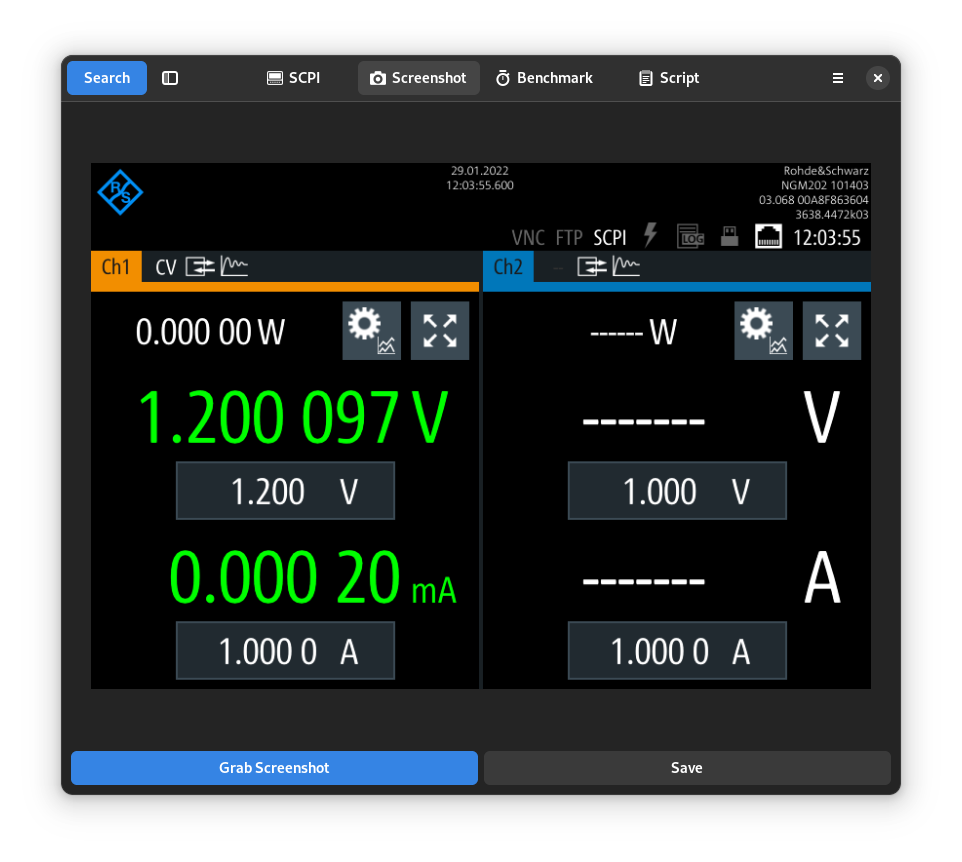 Search SCPI Screenshot Benchmark Script
R&S
29.01.2022
12:03:55.600
Rohde&Schwarz
NGM202 101403
03.068 00A8F863604
3638.4472k03
VNC FTP SCPI LOG 12:03:55
Ch1 CV
0.000 00 W
1.200 097 V
1.200 V
0.000 20 mA
1.000 0 A
Ch2 --
------ W
------- V
1.000 V
------- A
1.000 0 A
Grab Screenshot
Save